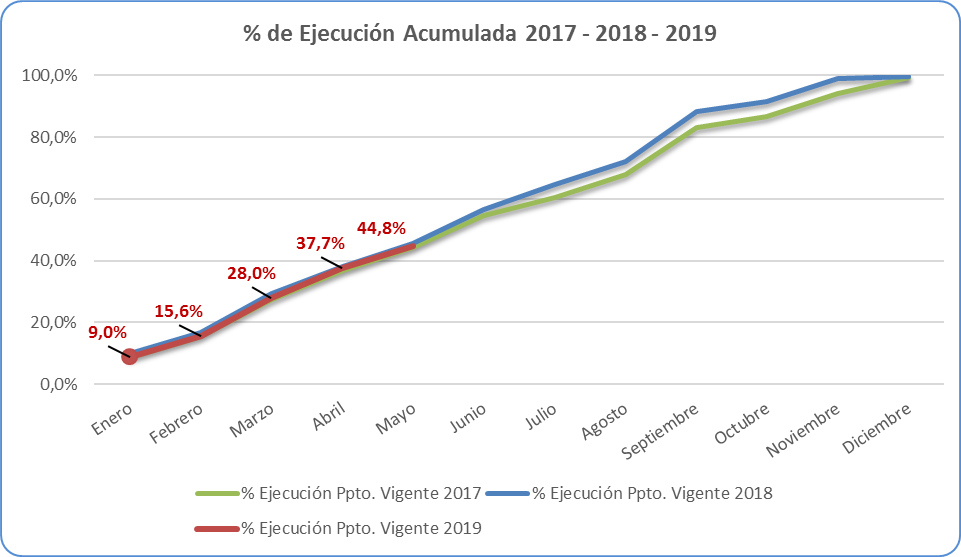 % de Ejecución Acumulada 2017 - 2018 - 2019
100,0%
80,0%
60,0%
40,0%
20,0%
0,0%
9,0%
15,6%
28,0%
37,7%
44,8%
Enero
Febrero
Marzo
Abril
Mayo
Junio
Julio
Agosto
Septiembre
Octubre
Noviembre
Diciembre
% Ejecución Ppto. Vigente 2017
% Ejecución Ppto. Vigente 2018
% Ejecución Ppto. Vigente 2019